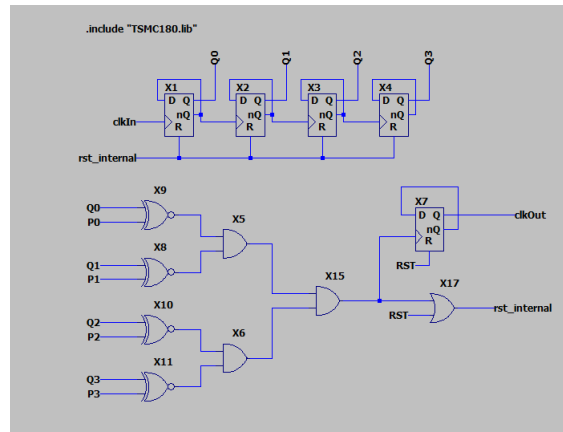 .include "TSMC180.lib"
Q0 Q1 Q2 Q3
X1 X2 X3 X4
D Q D Q D Q D Q
nQ nQ nQ nQ
clkIn
R R R R
rst_internal
X9
X7
Q0
P0
X5
D Q
clkOut
nQ
X8
R
Q1
P1
RST
X15
X17
X10
Q2
P2
X6
RST
rst_internal
X11
Q3
P3